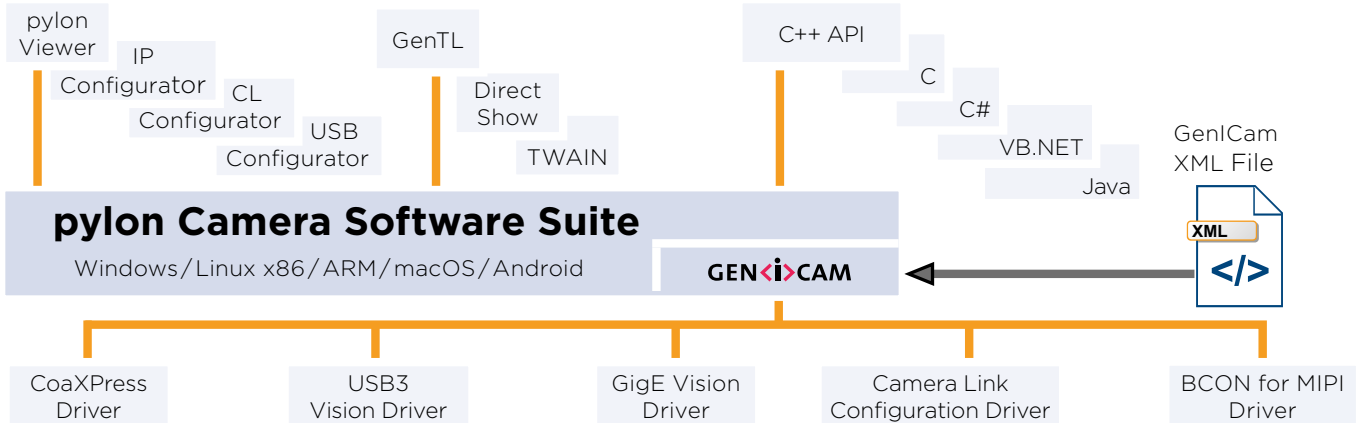 pylon
Viewer
IP
Configurator
CL
Configurator
USB
Configurator
GenTL
Direct
Show
TWAIN
C++ API
C
C#
VB.NET
Java
GenICam
XML File
XML
</>
pylon Camera Software Suite
Windows/Linux x86/ARM/macOS/Android
GEN<i>CAM
CoaXPress
Driver
USB3
Vision Driver
GigE Vision
Driver
Camera Link
Configuration Driver
BCON for MIPI
Driver